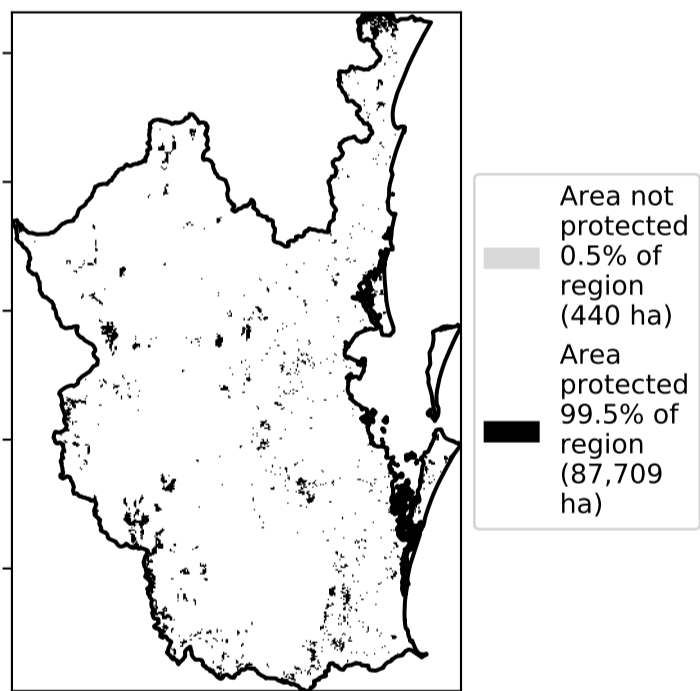 Area not
protected
0.5% of
region
(440 ha)
Area
protected
99.5% of
region
(87,709
ha)